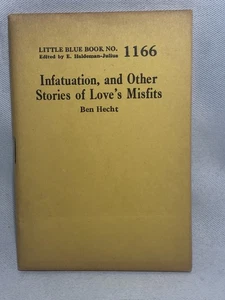 LITTLE BLUE BOOK NO. 1166
Edited by E. Haldeman-Julius
Infatuation, and Other
Stories of Love's Misfits
Ben Hecht